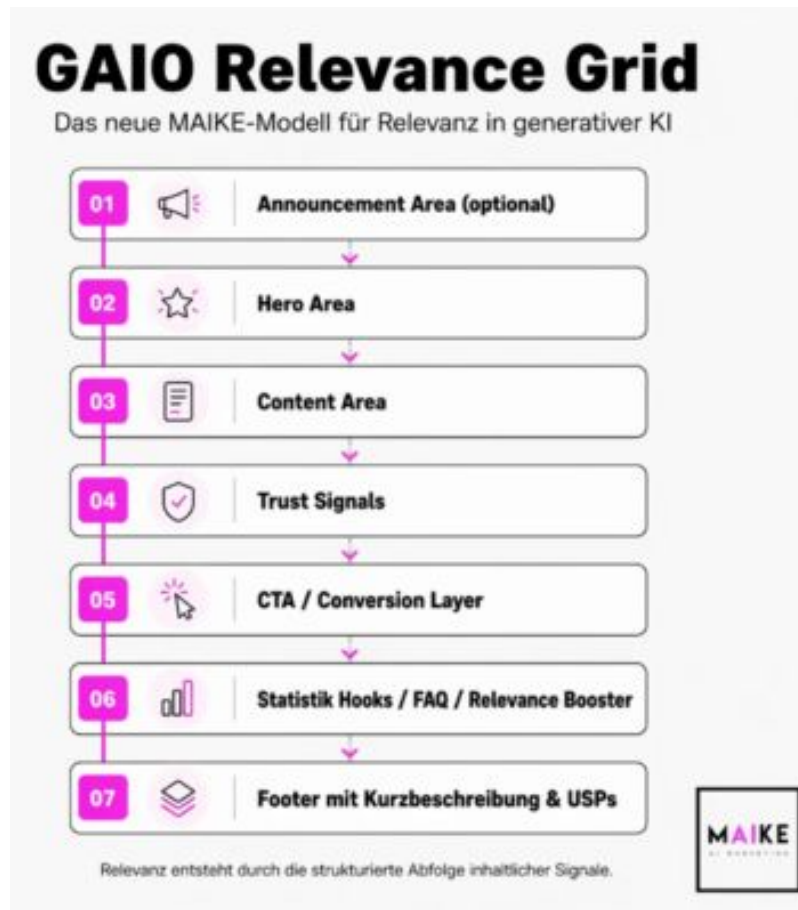 GAIO Relevance Grid
Das neue MAIKE-Modell für Relevanz in generativer KI
01 Announcement Area (optional)
02 Hero Area
03 Content Area
04 Trust Signals
05 CTA / Conversion Layer
06 Statistik Hooks / FAQ / Relevance Booster
07 Footer mit Kurzbeschreibung & USPs
MAIKE
AI MARKETING
Relevanz entsteht durch die strukturierte Abfolge inhaltlicher Signale.